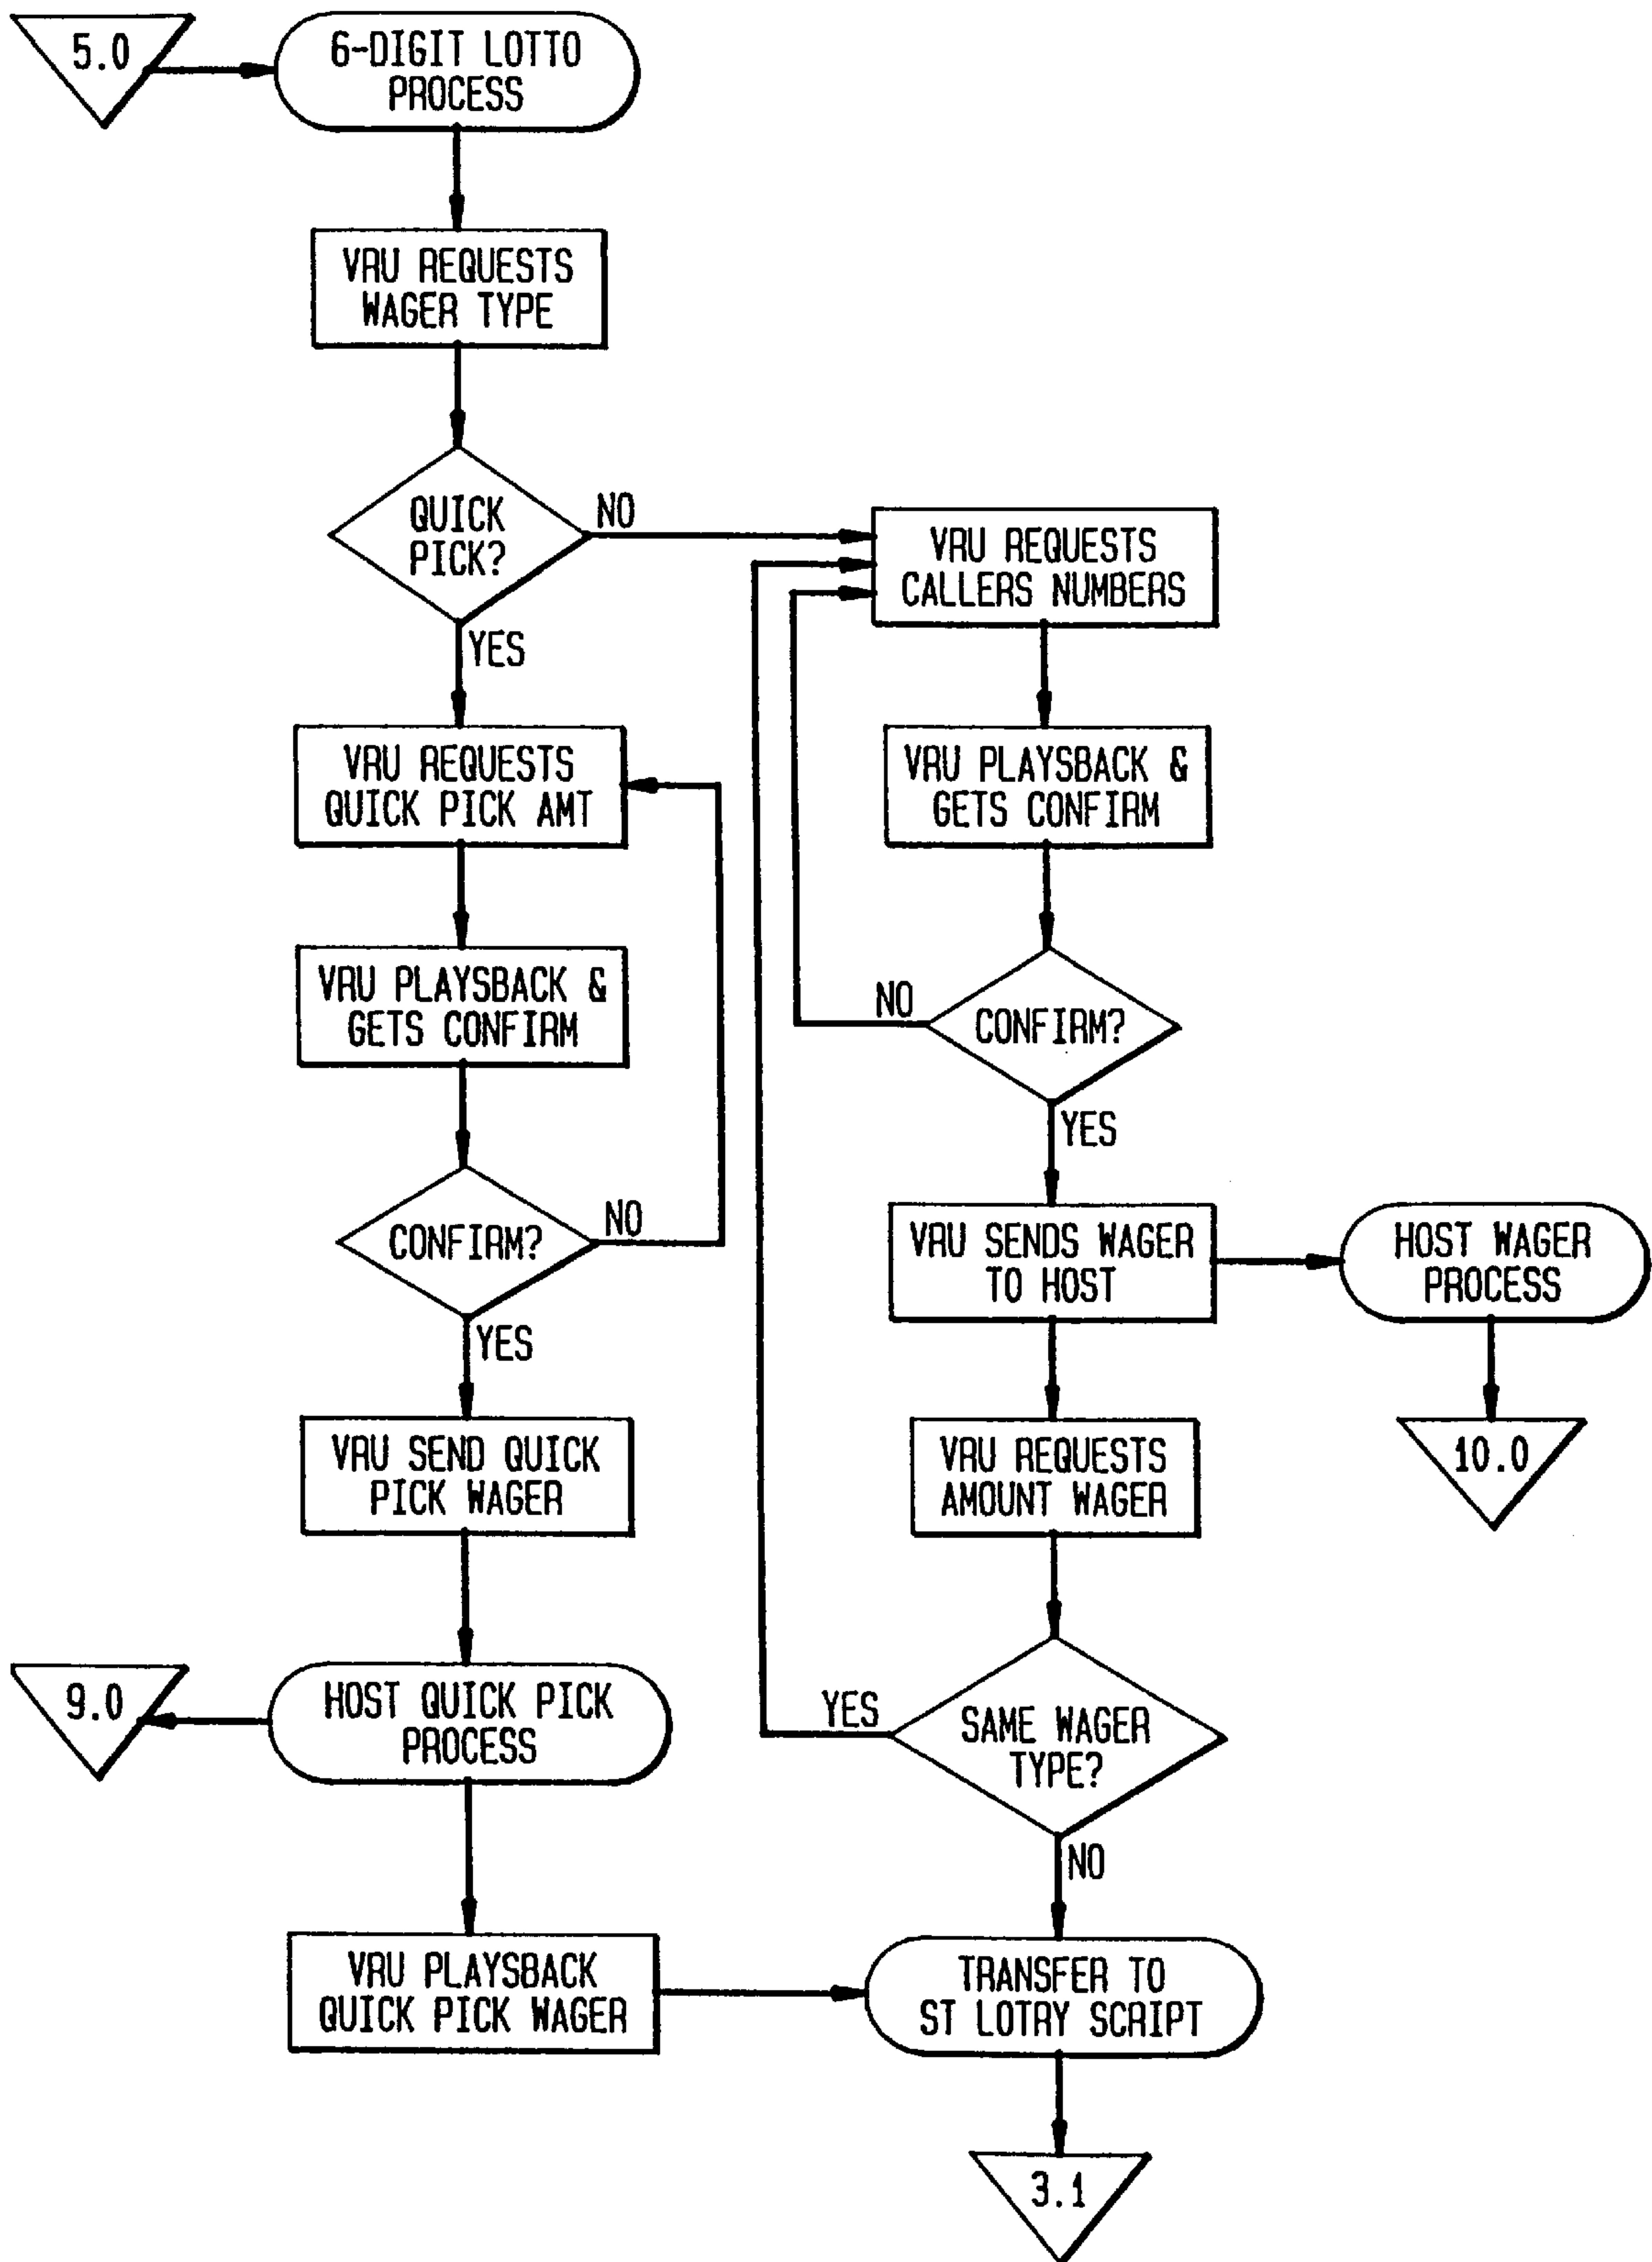 5.0
6-DIGIT LOTTO
PROCESS
VRU REQUESTS
WAGER TYPE
QUICK
PICK?
NO
YES
VRU REQUESTS
CALLERS NUMBERS
VRU REQUESTS
QUICK PICK AMT
VRU PLAYSBACK &
GETS CONFIRM
VRU PLAYSBACK &
GETS CONFIRM
CONFIRM?
NO
YES
CONFIRM?
NO
YES
VRU SENDS WAGER
TO HOST
HOST WAGER
PROCESS
10.0
VRU SEND QUICK
PICK WAGER
VRU REQUESTS
AMOUNT WAGER
9.0
HOST QUICK PICK
PROCESS
YES
SAME WAGER
TYPE?
NO
VRU PLAYSBACK
QUICK PICK WAGER
TRANSFER TO
ST LOTRY SCRIPT
3.1